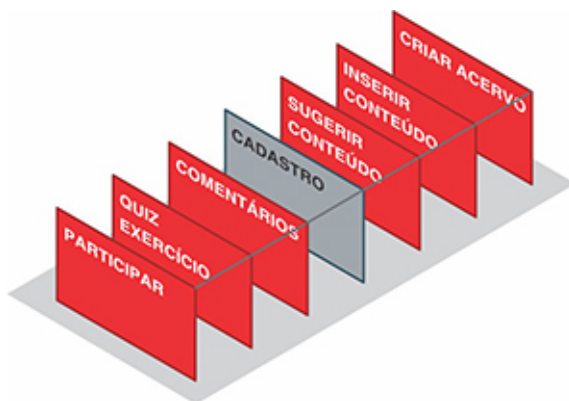 PARTICIPAR
QUIZ
EXERCÍCIO
COMENTÁRIOS
CADASTRO
SUGERIR
CONTEÚDO
INSERIR
CONTEÚDO
CRIAR ACERVO